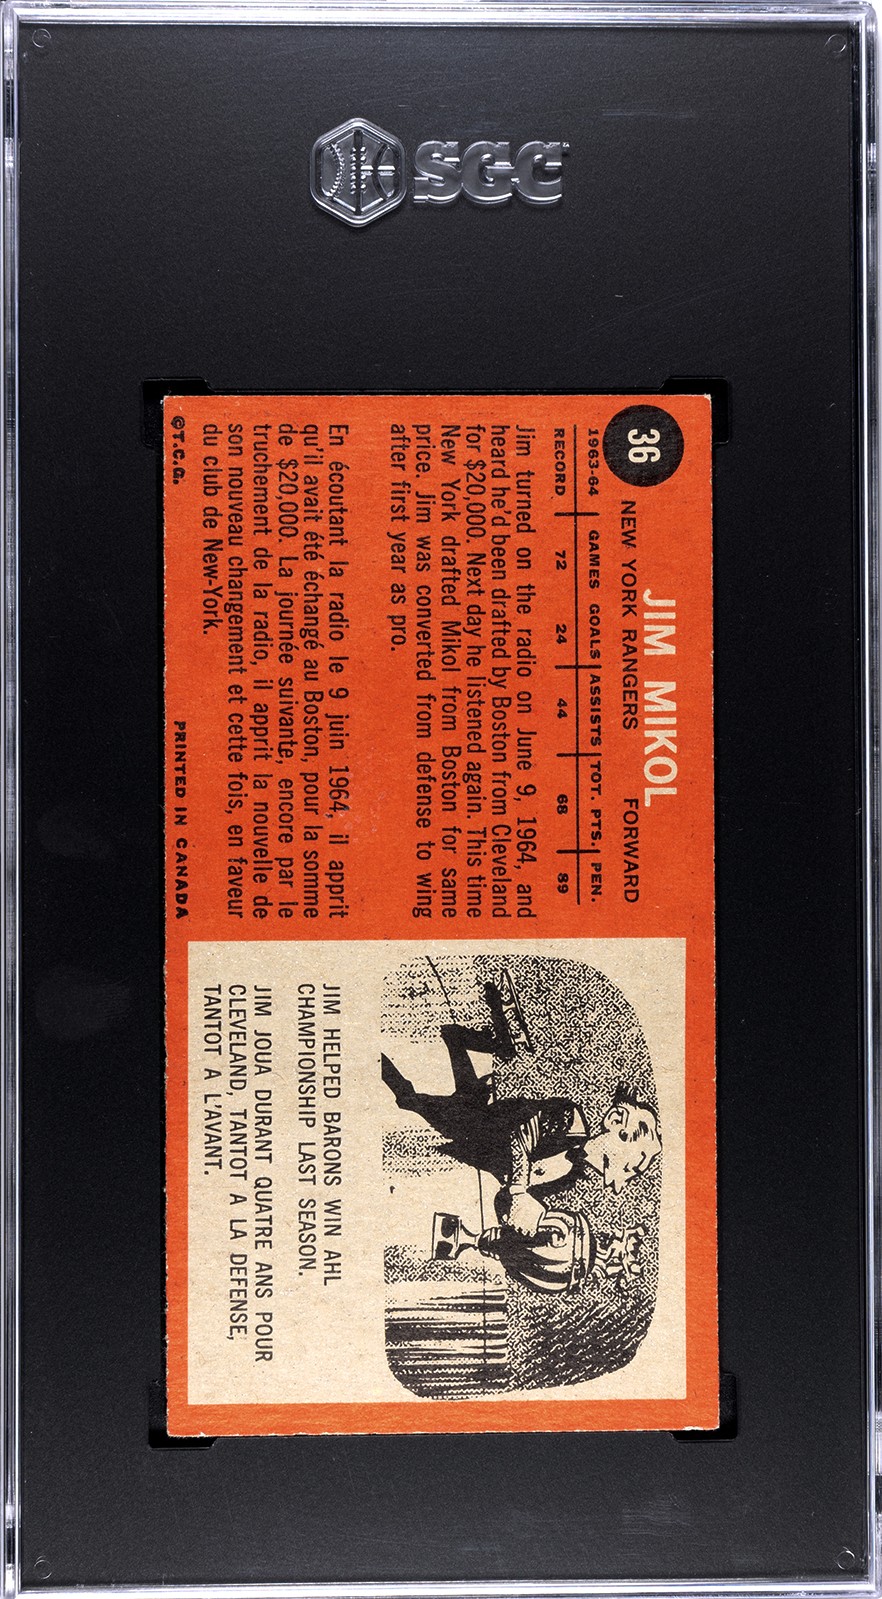 SGC
36
JIM MIKOL
NEW YORK RANGERS FORWARD
1963-64 GAMES GOALS ASSISTS TOT. PTS. PEN.
RECORD 72 24 44 68 89
Jim turned on the radio on June 9, 1964, and
heard he'd been drafted by Boston from Cleveland
for $20,000. Next day he listened again. This time
New York drafted Mikol from Boston for same
price. Jim was converted from defense to wing
after first year as pro.
En écoutant la radio le 9 juin 1964, il apprit
qu'il avait été échangé au Boston, pour la somme
de $20,000. La journée suivante, encore par le
truchement de la radio, il apprit la nouvelle de
son nouveau changement et cette fois, en faveur
du club de New-York.
©T.C.G. PRINTED IN CANADA
JIM HELPED BARONS WIN AHL
CHAMPIONSHIP LAST SEASON.
JIM JOUA DURANT QUATRE ANS POUR
CLEVELAND, TANTOT A LA DEFENSE,
TANTOT A L'AVANT.